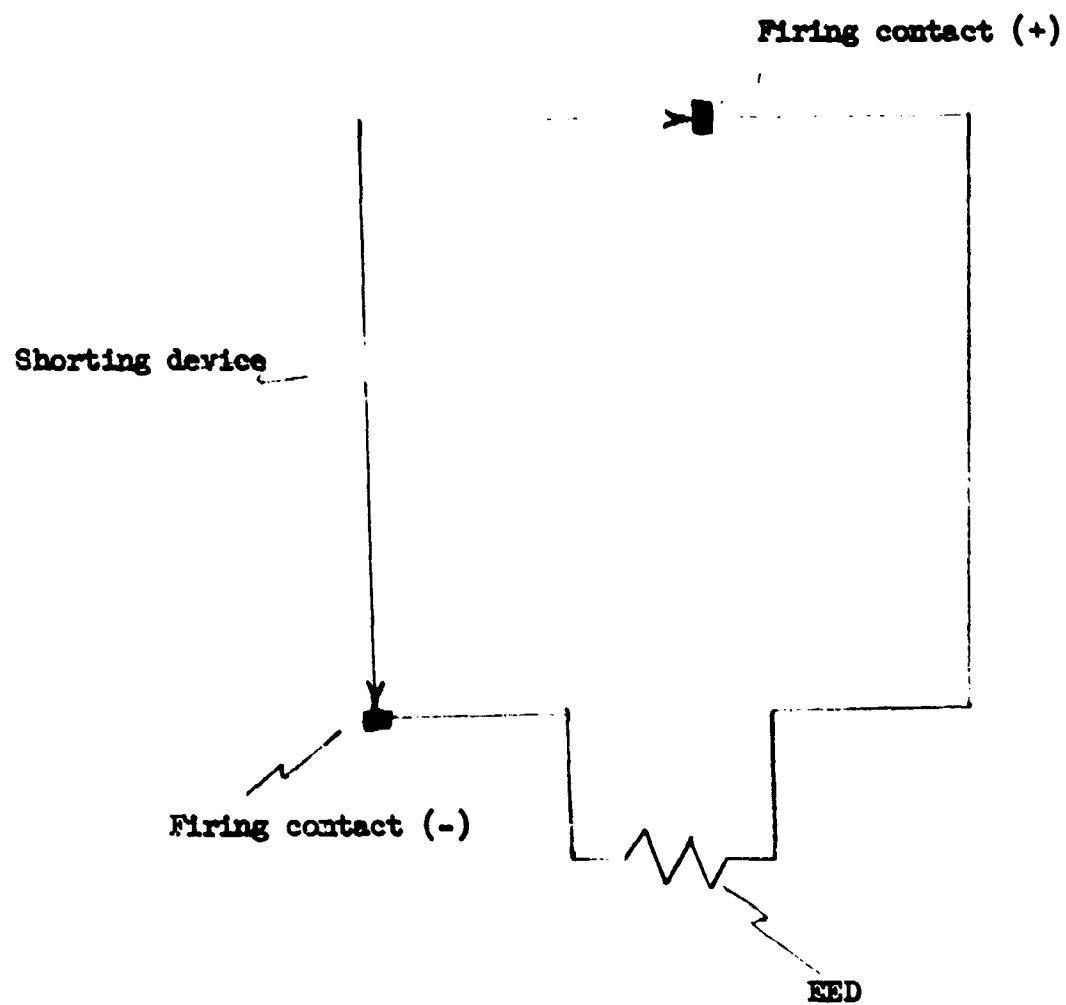 Firing contact (+)
Shorting device
Firing contact (-)
EED